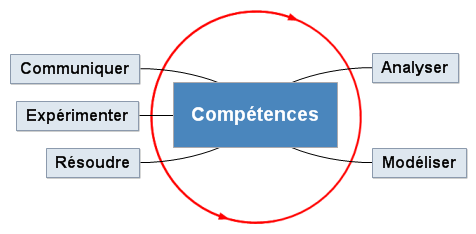 Communiquer
Expérimenter
Résoudre
Compétences
Analyser
Modéliser